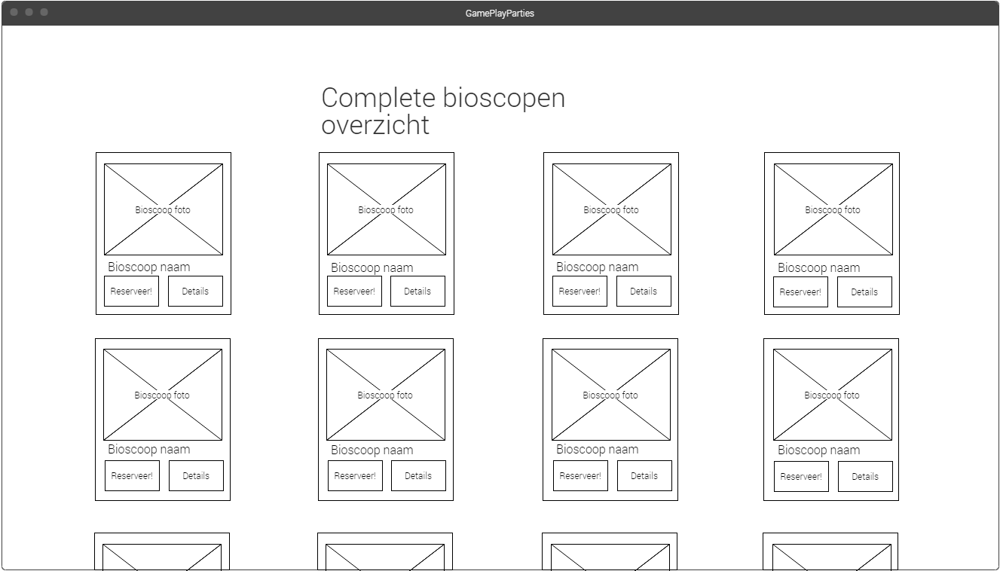 GamePlayParties
Complete bioscopen
overzicht
Bioscoop foto
Bioscoop foto
Bioscoop foto
Bioscoop foto
Bioscoop naam
Bioscoop naam
Bioscoop naam
Bioscoop naam
Reserveer! Details
Reserveer! Details
Reserveer! Details
Reserveer! Details
Bioscoop foto
Bioscoop foto
Bioscoop foto
Bioscoop foto
Bioscoop naam
Bioscoop naam
Bioscoop naam
Bioscoop naam
Reserveer! Details
Reserveer! Details
Reserveer! Details
Reserveer! Details